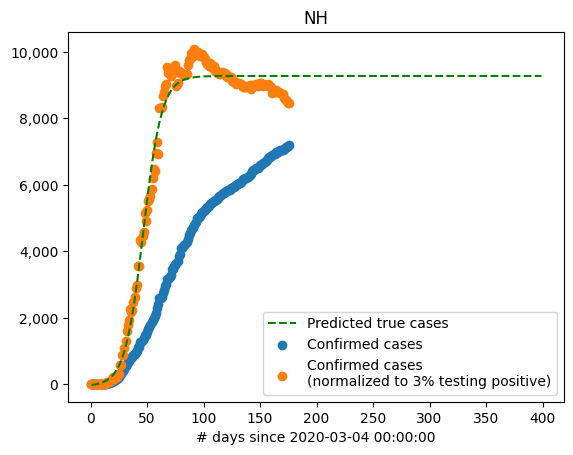 NH
10,000
8,000
6,000
4,000
2,000
0
Predicted true cases
Confirmed cases
Confirmed cases
(normalized to 3% testing positive)
0 50 100 150 200 250 300 350 400
# days since 2020-03-04 00:00:00